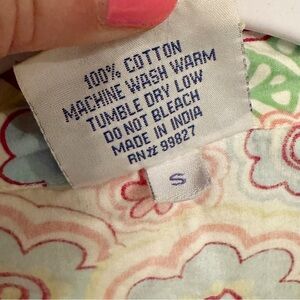 100% COTTON
MACHINE WASH WARM
TUMBLE DRY LOW
DO NOT BLEACH
MADE IN INDIA
RN# 99827
S